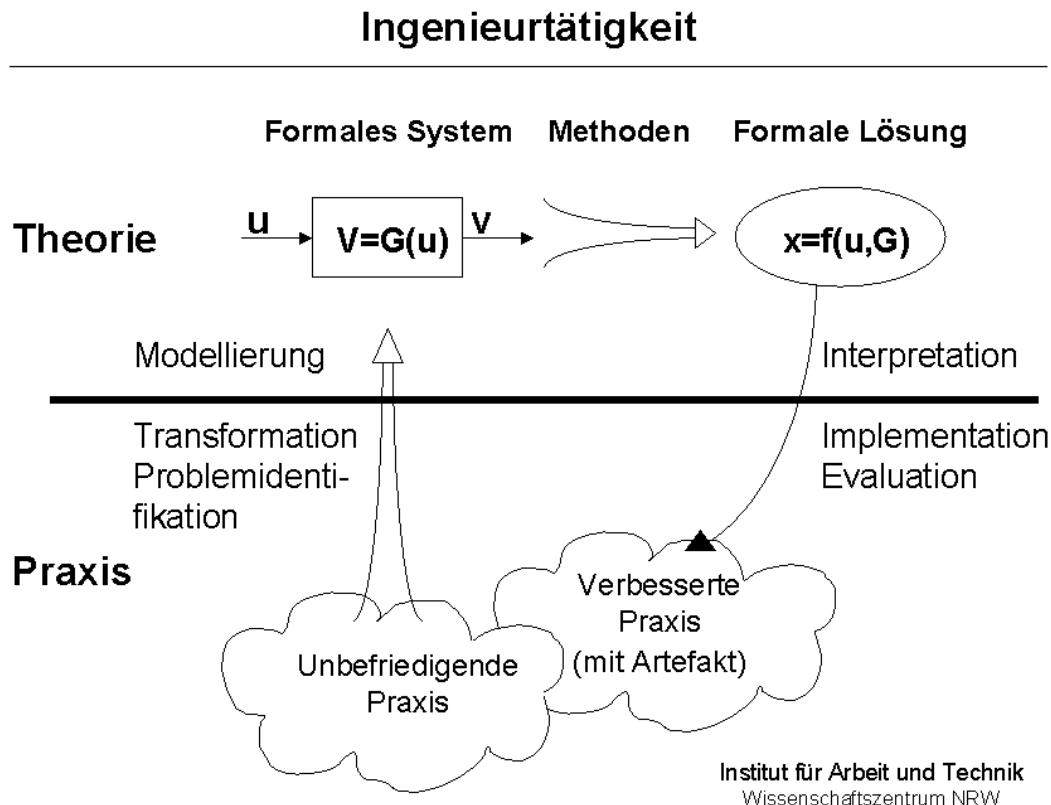 Ingenieurtätigkeit
Formales System
Methoden
Formale Lösung
Theorie
u
V=G(u)
v
x=f(u,G)
Modellierung
Interpretation
Transformation
Problemidenti-
fikation
Implementation
Evaluation
Praxis
Verbesserte
Praxis
(mit Artefakt)
Unbefriedigende
Praxis
Institut für Arbeit und Technik
Wissenschaftszentrum NRW